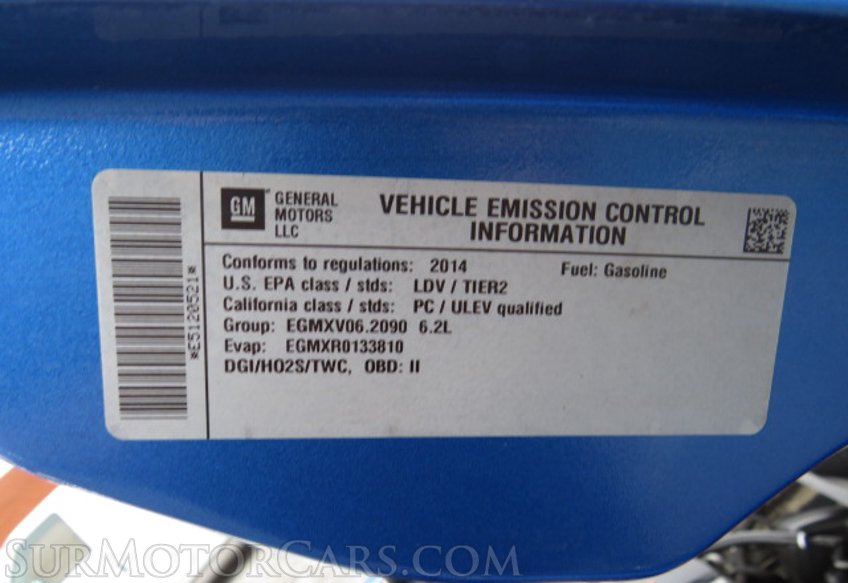 GM
GENERAL
MOTORS
LLC
VEHICLE EMISSION CONTROL
INFORMATION
*E5120521*
Conforms to regulations: 2014 Fuel: Gasoline
U.S. EPA class / stds: LDV / TIER2
California class / stds: PC / ULEV qualified
Group: EGMXV06.2090 6.2L
Evap: EGMXR0133810
DGI/HO2S/TWC, OBD: II
SurMotorCars.com